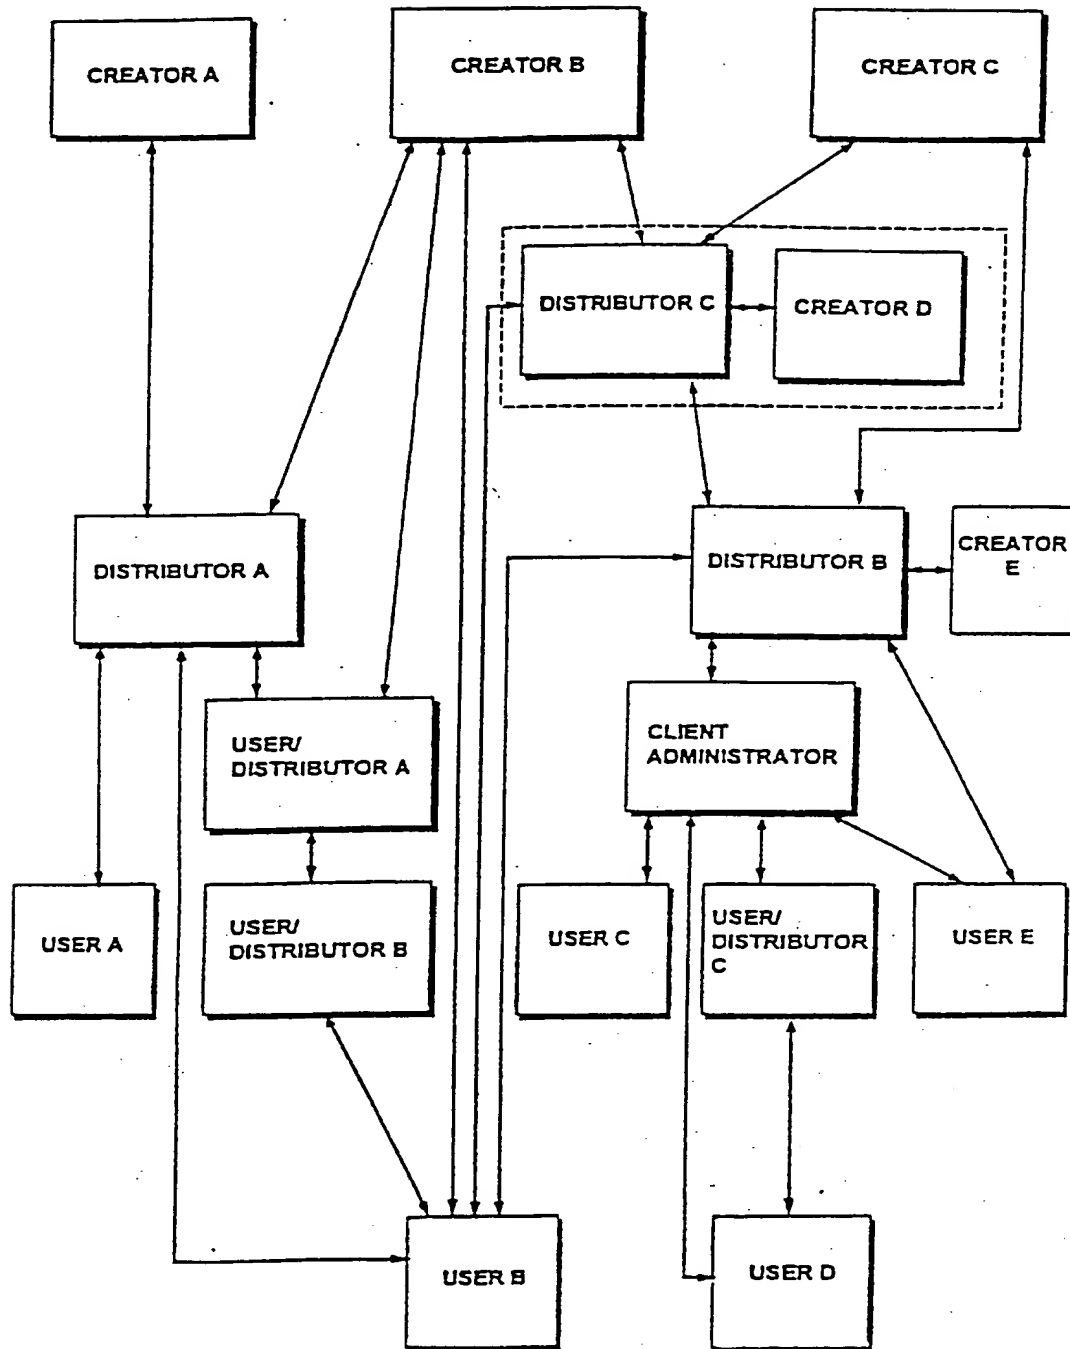 CREATOR A
CREATOR B
CREATOR C
DISTRIBUTOR C
CREATOR D
DISTRIBUTOR A
DISTRIBUTOR B
CREATOR
E
USER/
DISTRIBUTOR A
CLIENT
ADMINISTRATOR
USER A
USER/
DISTRIBUTOR B
USER C
USER/
DISTRIBUTOR
C
USER E
USER B
USER D